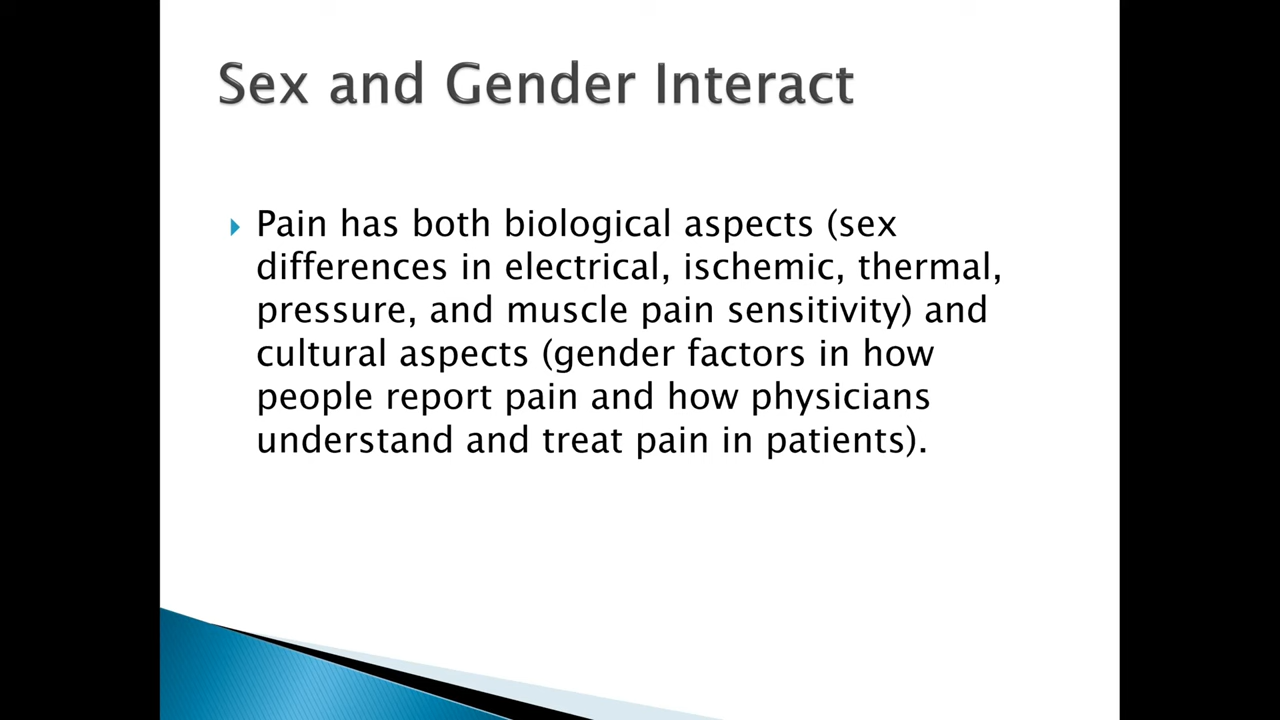 Sex and Gender Interact
Pain has both biological aspects (sex
differences in electrical, ischemic, thermal,
pressure, and muscle pain sensitivity) and
cultural aspects (gender factors in how
people report pain and how physicians
understand and treat pain in patients).